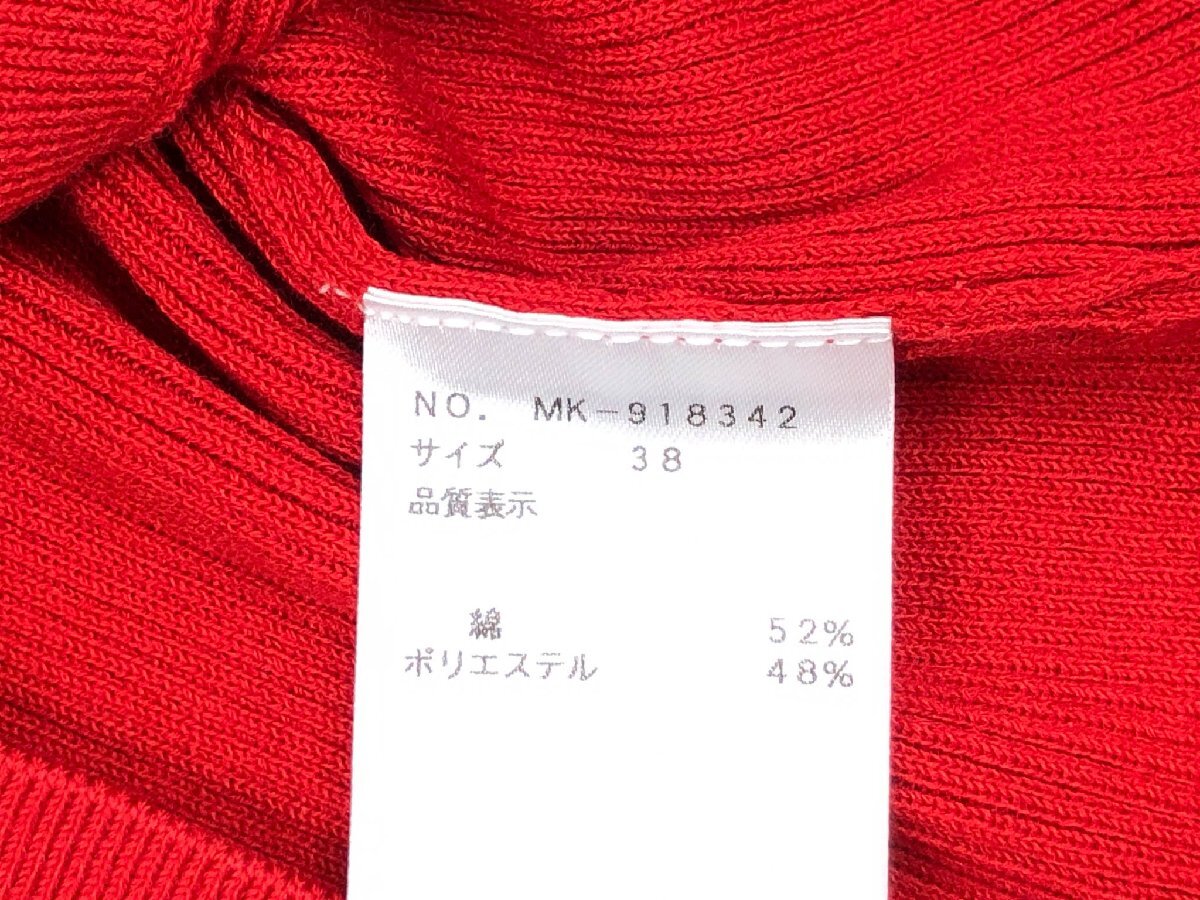 NO. MK-918342
サイズ 38
品質表示
綿 52%
ポリエステル 48%